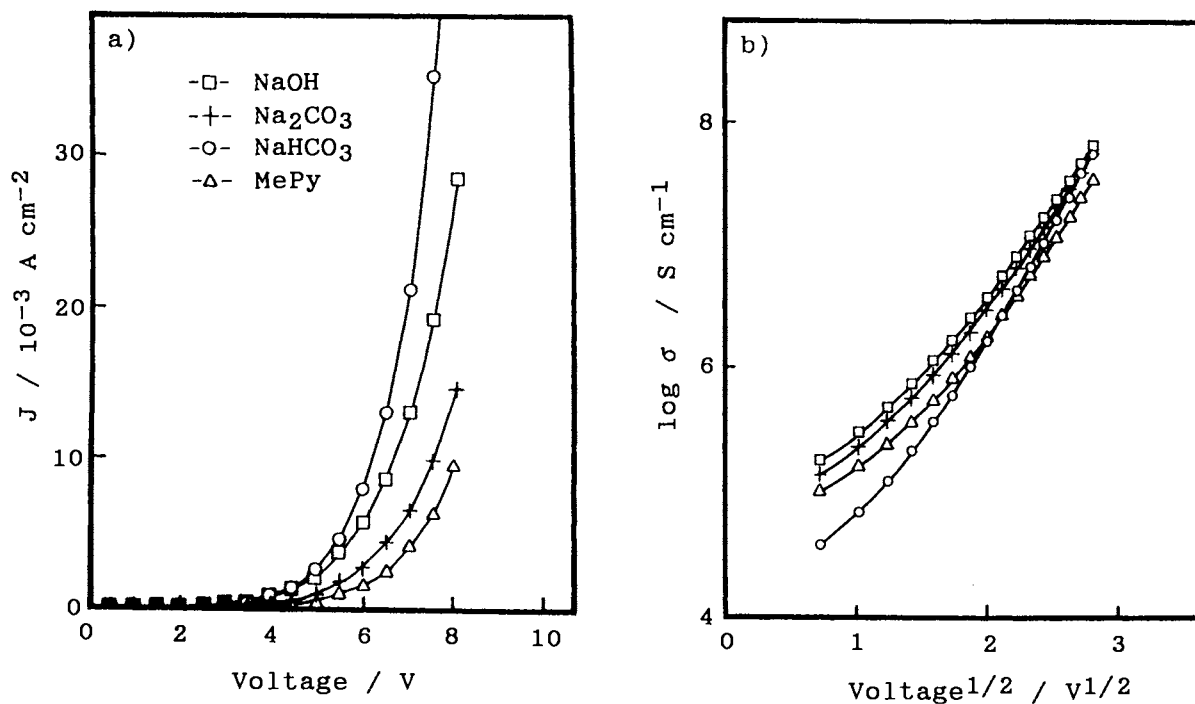 a)
-□- NaOH
-+- Na₂CO₃
-○- NaHCO₃
-△- MePy
30
20
10
0
J / 10⁻³ A cm⁻²
0 2 4 6 8 10
Voltage / V
b)
8
6
4
log σ / S cm⁻¹
0 1 2 3
Voltage¹/² / V¹/²